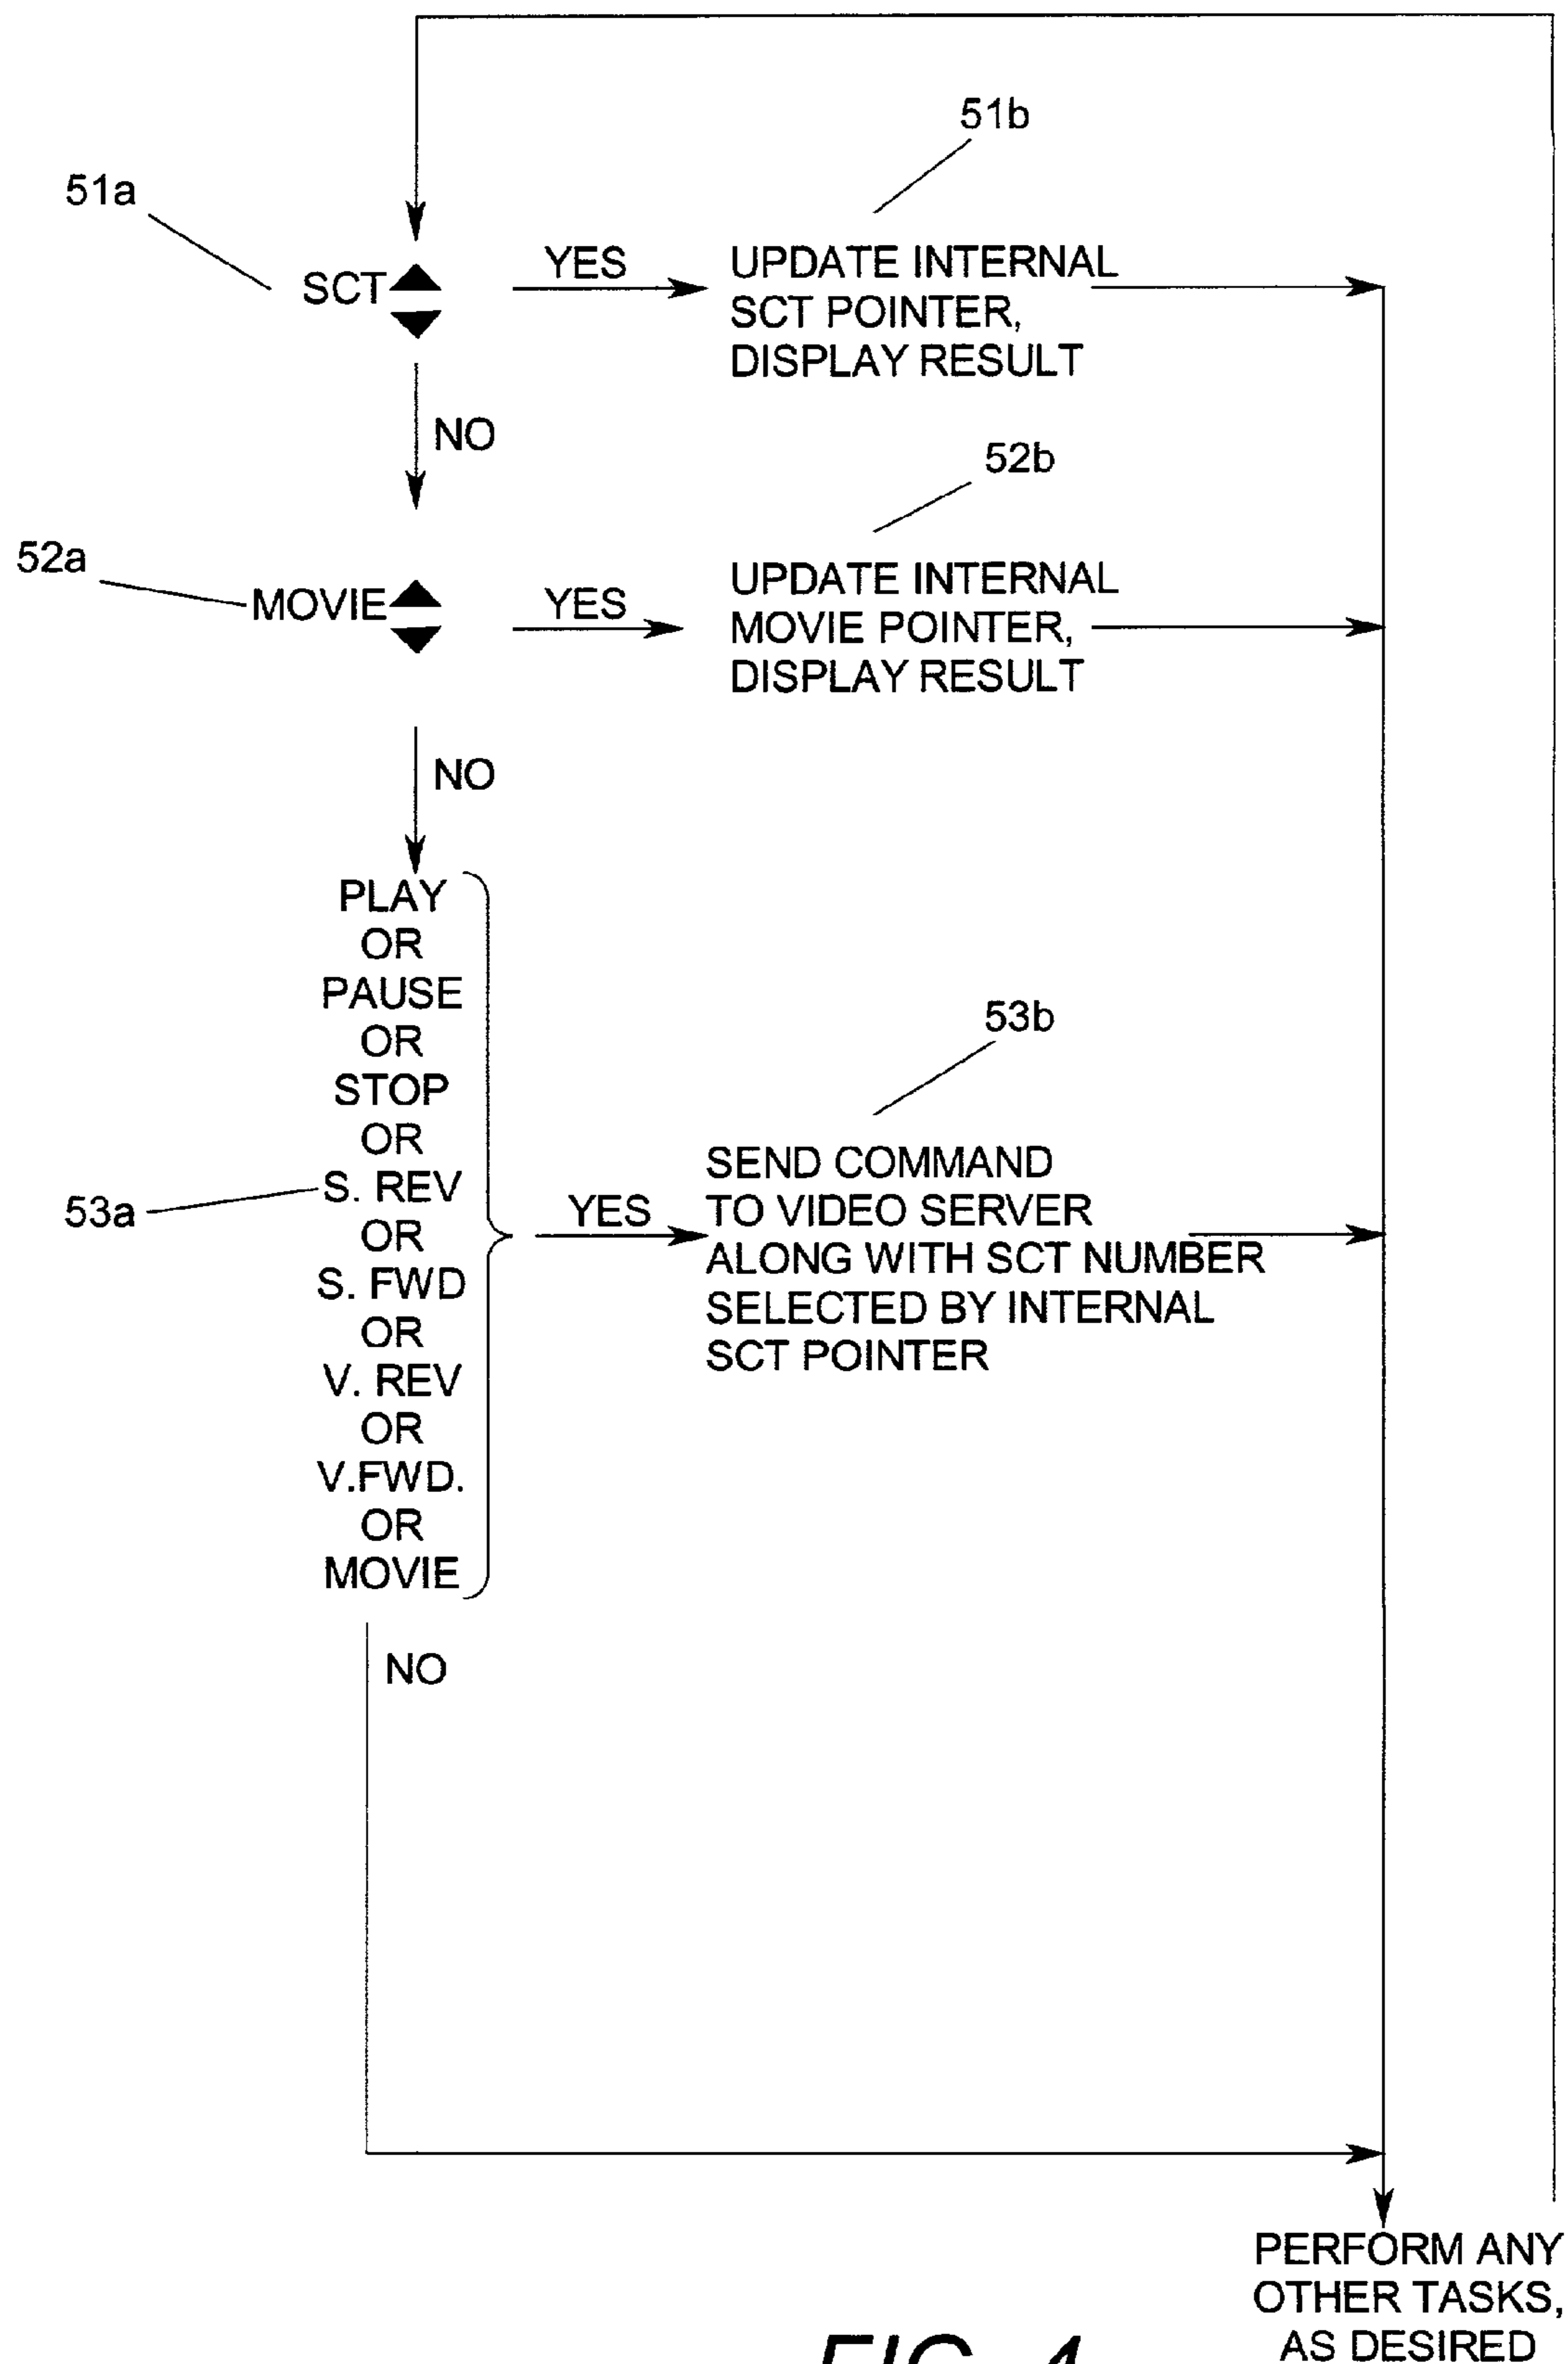 51b
51a
SCT
YES
UPDATE INTERNAL
SCT POINTER,
DISPLAY RESULT
NO
52b
52a
MOVIE
YES
UPDATE INTERNAL
MOVIE POINTER,
DISPLAY RESULT
NO
PLAY
OR
PAUSE
OR
STOP
OR
S. REV
OR
S. FWD
OR
V. REV
OR
V.FWD.
OR
MOVIE
53a
YES
53b
SEND COMMAND
TO VIDEO SERVER
ALONG WITH SCT NUMBER
SELECTED BY INTERNAL
SCT POINTER
NO
PERFORM ANY
OTHER TASKS,
AS DESIRED
FIG. 4